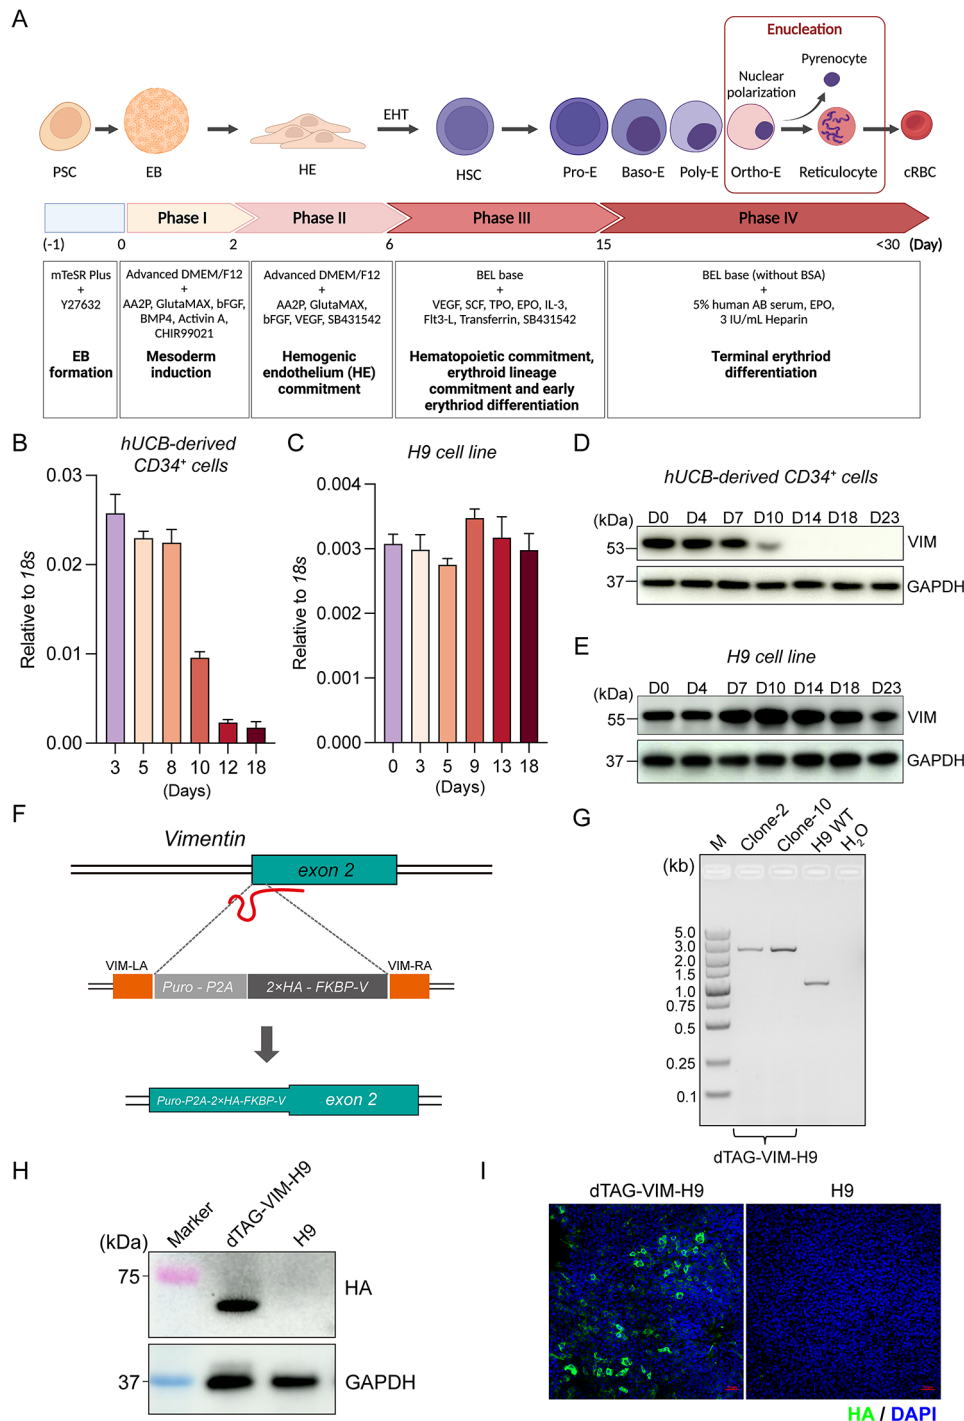 A
Enucleation
Pyrenocyte
Nuclear
polarization
EHT
PSC
EB
HE
HSC
Pro-E
Baso-E
Poly-E
Ortho-E
Reticulocyte
cRBC
Phase I
Phase II
Phase III
Phase IV
(-1)
0
2
6
15
<30
(Day)
mTeSR Plus
+
Y27632
EB
formation
Advanced DMEM/F12
+
AA2P, GlutaMAX, bFGF,
BMP4, Activin A,
CHIR99021
Mesoderm
induction
Advanced DMEM/F12
+
AA2P, GlutaMAX,
bFGF, VEGF, SB431542
Hemogenic
endothelium (HE)
commitment
BEL base
+
VEGF, SCF, TPO, EPO, IL-3,
Flt3-L, Transferrin, SB431542
Hematopoietic commitment,
erythroid lineage
commitment and early
erythriod differentiation
BEL base (without BSA)
+
5% human AB serum, EPO,
3 IU/mL Heparin
Terminal erythriod
differentiation
B
hUCB-derived
CD34+ cells
Relative to 18s
0.03
0.02
0.01
0.00
3 5 8 10 12 18
(Days)
C
H9 cell line
Relative to 18s
0.004
0.003
0.002
0.001
0.000
0 3 5 9 13 18
(Days)
D
hUCB-derived CD34+ cells
(kDa) D0 D4 D7 D10 D14 D18 D23
53 VIM
37 GAPDH
E
H9 cell line
(kDa) D0 D4 D7 D10 D14 D18 D23
55 VIM
37 GAPDH
F
Vimentin
exon 2
VIM-LA
VIM-RA
Puro - P2A
2×HA - FKBP-V
Puro-P2A-2×HA-FKBP-V
exon 2
G
(kb)
M
Clone-2
Clone-10
H9 WT
H2O
5.0
3.0
2.0
1.5
1.0
0.75
0.5
0.25
0.1
dTAG-VIM-H9
H
(kDa)
Marker
dTAG-VIM-H9
H9
75
HA
37
GAPDH
I
dTAG-VIM-H9
H9
HA / DAPI